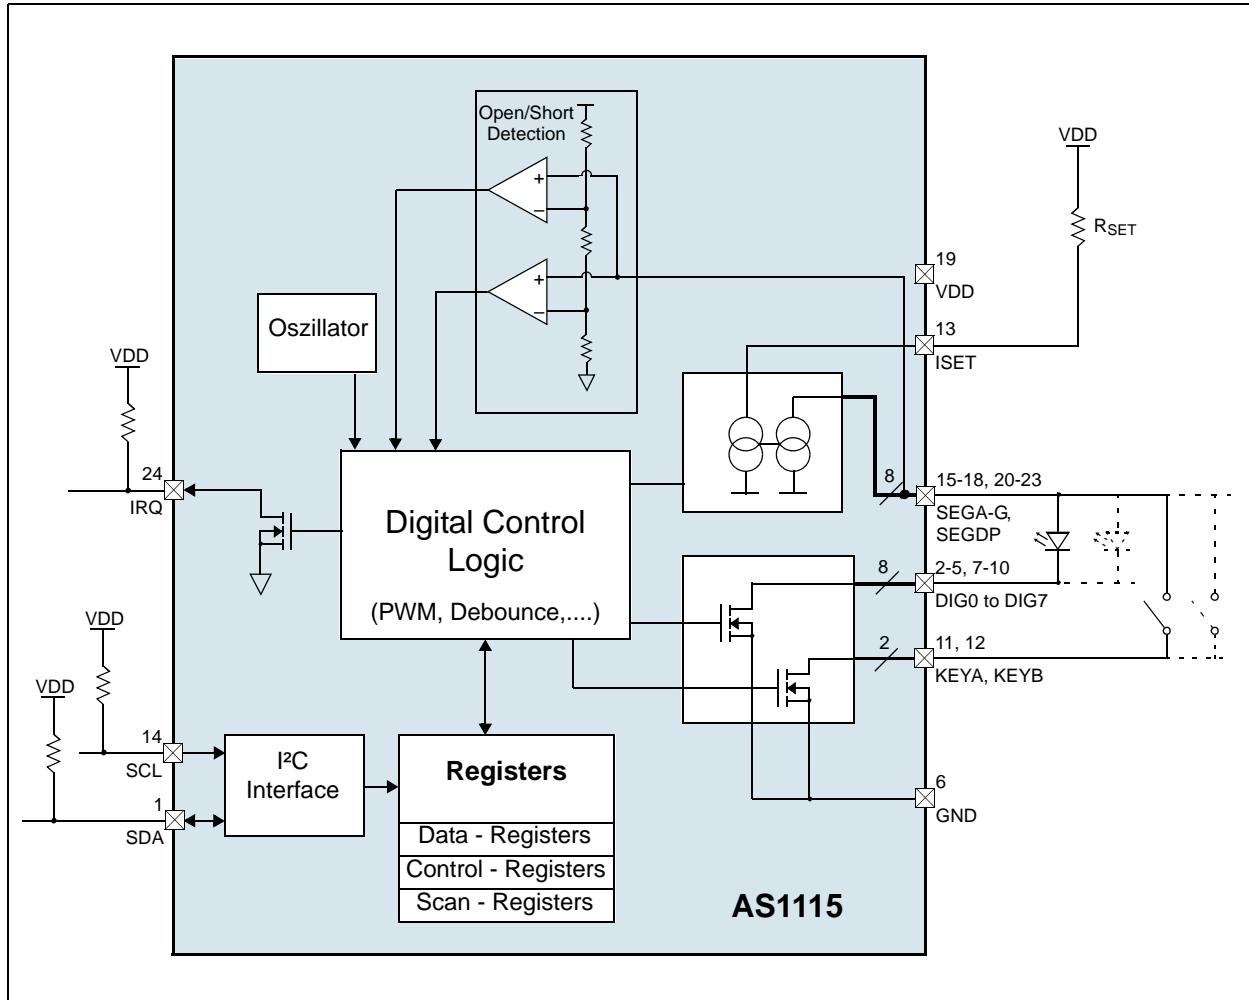 Open/Short
Detection
+
−
+
−
VDD
RSET
19
VDD
13
ISET
Oszillator
VDD
24
IRQ
8
15-18, 20-23
SEGA-G,
SEGDP
Digital Control
Logic
(PWM, Debounce,....)
8
2-5, 7-10
DIG0 to DIG7
2
11, 12
KEYA, KEYB
VDD
VDD
14
SCL
1
SDA
I²C
Interface
Registers
Data - Registers
Control - Registers
Scan - Registers
6
GND
AS1115